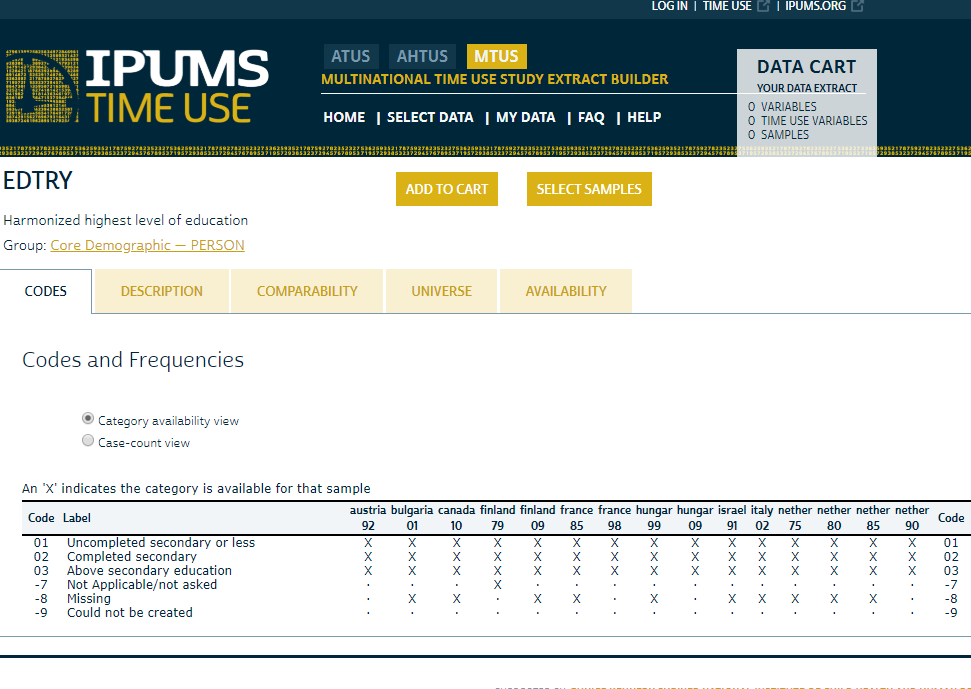 LOG IN | TIME USE | IPUMS.ORG
IPUMS
TIME USE
ATUS AHTUS MTUS
MULTINATIONAL TIME USE STUDY EXTRACT BUILDER
HOME | SELECT DATA | MY DATA | FAQ | HELP
DATA CART
YOUR DATA EXTRACT
0 VARIABLES
0 TIME USE VARIABLES
0 SAMPLES
EDTRY
ADD TO CART SELECT SAMPLES
Harmonized highest level of education
Group: Core Demographic — PERSON
CODES DESCRIPTION COMPARABILITY UNIVERSE AVAILABILITY
Codes and Frequencies
Category availability view
Case-count view
An 'X' indicates the category is available for that sample
Code Label austria 92 bulgaria 01 canada 10 finland 79 finland 09 france 85 france 98 hungar 99 hungar 09 israel 91 italy 02 nether 75 nether 80 nether 85 nether 90 Code
01 Uncompleted secondary or less X X X X X X X X X X X X X X X 01
02 Completed secondary X X X X X X X X X X X X X X X 02
03 Above secondary education X X X X X X X X X X X X X X X 03
-7 Not Applicable/not asked · · · X · · · · · · · · · · · -7
-8 Missing · X X · X X · X · X X X X X · -8
-9 Could not be created · · · · · · · · · · · · · · · -9